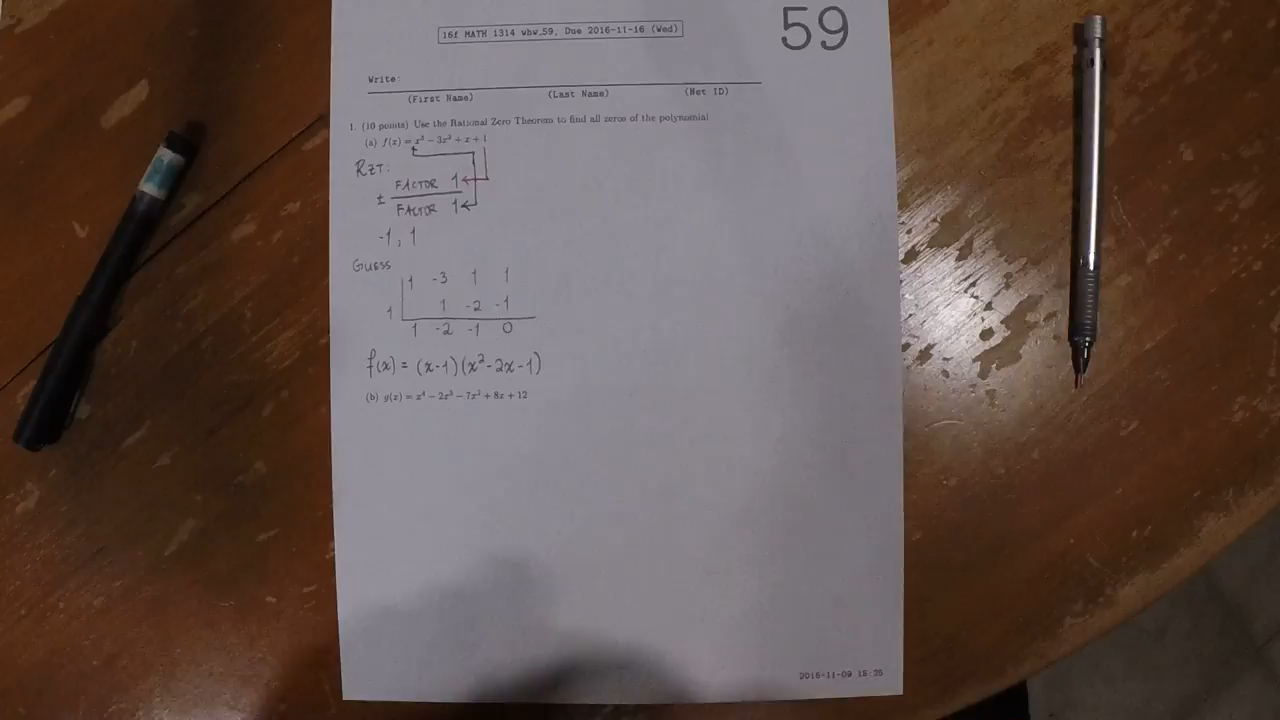 16f MATH 1314 whw.59, Due 2016-11-16 (Wed)
59
Write:
(First Name) (Last Name) (Net ID)
1. (10 points) Use the Rational Zero Theorem to find all zeros of the polynomial
(a) f(x) = x³ − 3x² + x + 1
RZT:
± FACTOR 1
FACTOR 1
-1, 1
GUESS
1 -3 1 1
1 1 -2 -1
1 -2 -1 0
f(x) = (x-1)(x²-2x-1)
(b) g(x) = x⁴ − 2x³ − 7x² + 8x + 12
2016-11-09 18:25